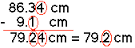 86.34 cm
- 9.1 cm
79.24 cm = 79.2 cm